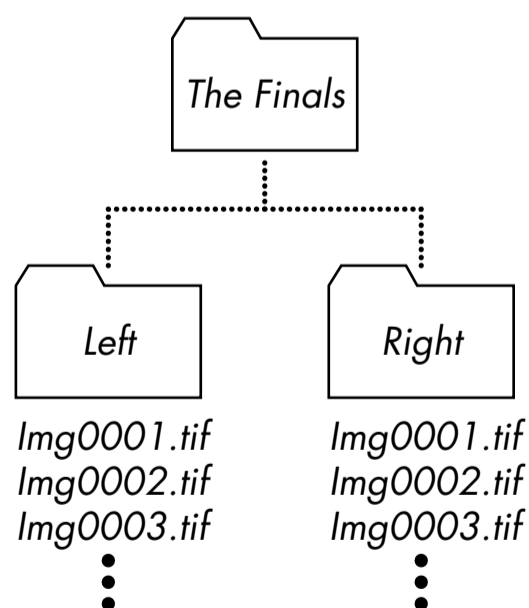 The Finals
Left
Img0001.tif
Img0002.tif
Img0003.tif
Right
Img0001.tif
Img0002.tif
Img0003.tif